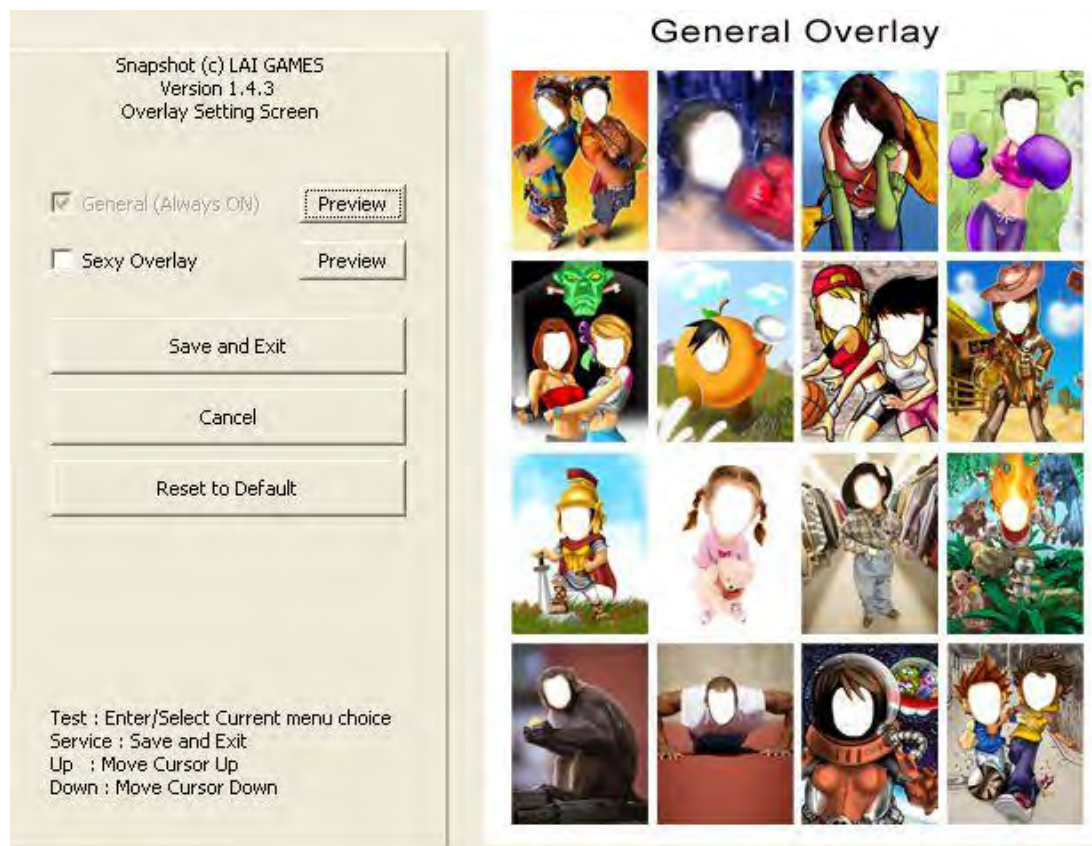 Snapshot (c) LAI GAMES
Version 1.4.3
Overlay Setting Screen
General (Always ON)
Preview
Sexy Overlay
Preview
Save and Exit
Cancel
Reset to Default
Test : Enter/Select Current menu choice
Service : Save and Exit
Up : Move Cursor Up
Down : Move Cursor Down
General Overlay